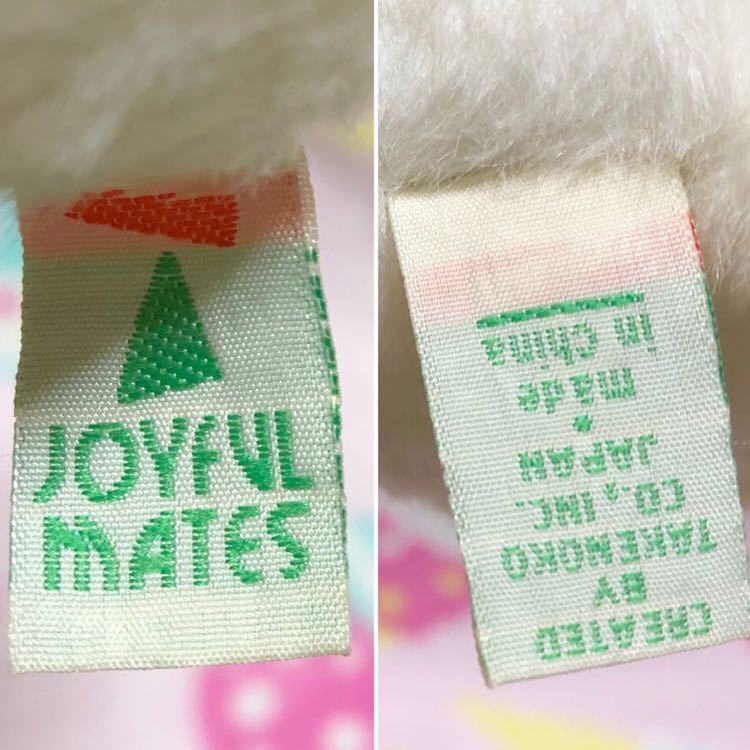 JOYFUL
MATES
CREATED
BY
TAKENOKO
CO., INC.
JAPAN
•
made
in China